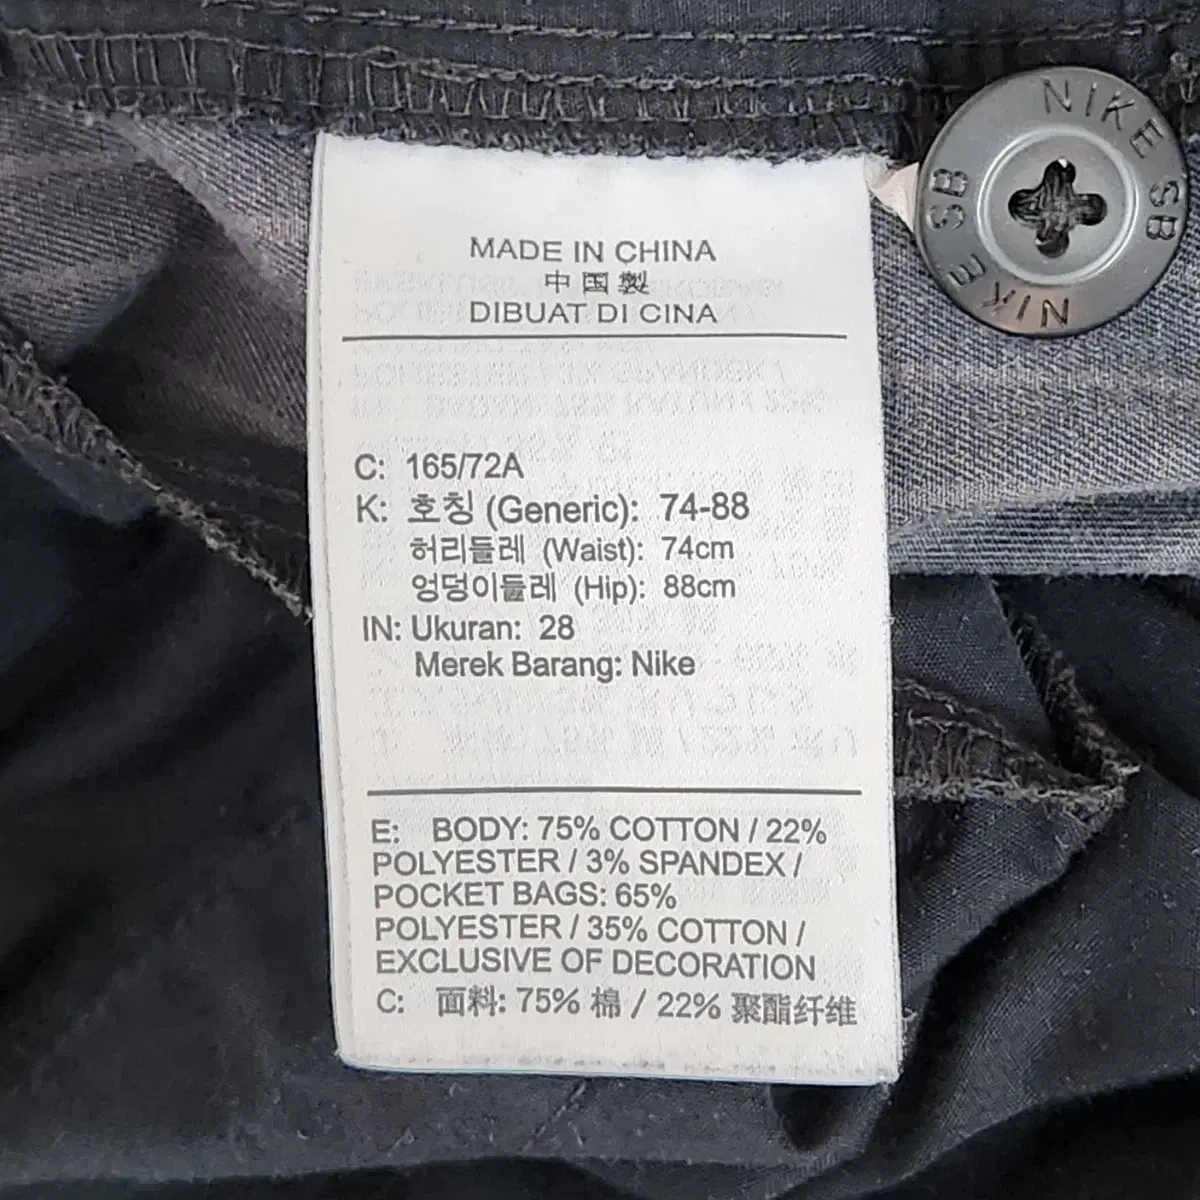 MADE IN CHINA
中国製
DIBUAT DI CINA
C: 165/72A
K: 호칭 (Generic): 74-88
허리들레 (Waist): 74cm
엉덩이들레 (Hip): 88cm
IN: Ukuran: 28
Merek Barang: Nike
E: BODY: 75% COTTON / 22%
POLYESTER / 3% SPANDEX /
POCKET BAGS: 65%
POLYESTER / 35% COTTON /
EXCLUSIVE OF DECORATION
C: 面料: 75% 棉 / 22% 聚酯纤维
NIKE SB
NIKE SB